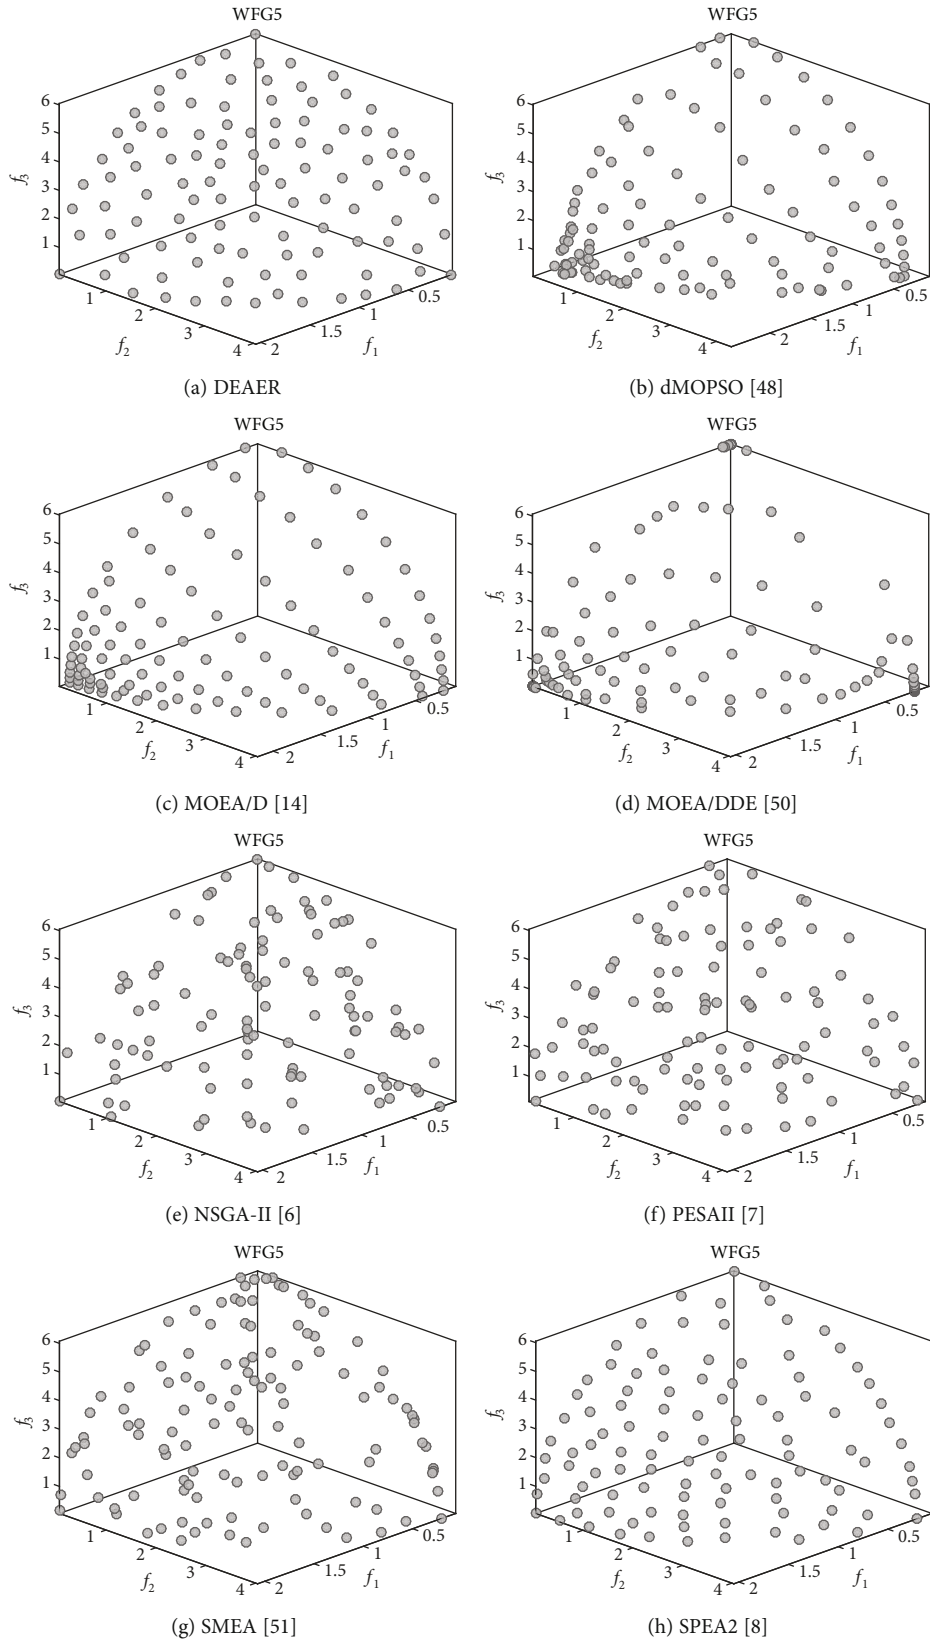 WFG5
6
5
4
3
2
1
f3
1
2
3
4
f2
2
1.5
1
0.5
f1
(a) DEAER
WFG5
6
5
4
3
2
1
f3
1
2
3
4
f2
2
1.5
1
0.5
f1
(b) dMOPSO [48]
WFG5
6
5
4
3
2
1
f3
1
2
3
4
f2
2
1.5
1
0.5
f1
(c) MOEA/D [14]
WFG5
6
5
4
3
2
1
f3
1
2
3
4
f2
2
1.5
1
0.5
f1
(d) MOEA/DDE [50]
WFG5
6
5
4
3
2
1
f3
1
2
3
4
f2
2
1.5
1
0.5
f1
(e) NSGA-II [6]
WFG5
6
5
4
3
2
1
f3
1
2
3
4
f2
2
1.5
1
0.5
f1
(f) PESAII [7]
WFG5
6
5
4
3
2
1
f3
1
2
3
4
f2
2
1.5
1
0.5
f1
(g) SMEA [51]
WFG5
6
5
4
3
2
1
f3
1
2
3
4
f2
2
1.5
1
0.5
f1
(h) SPEA2 [8]